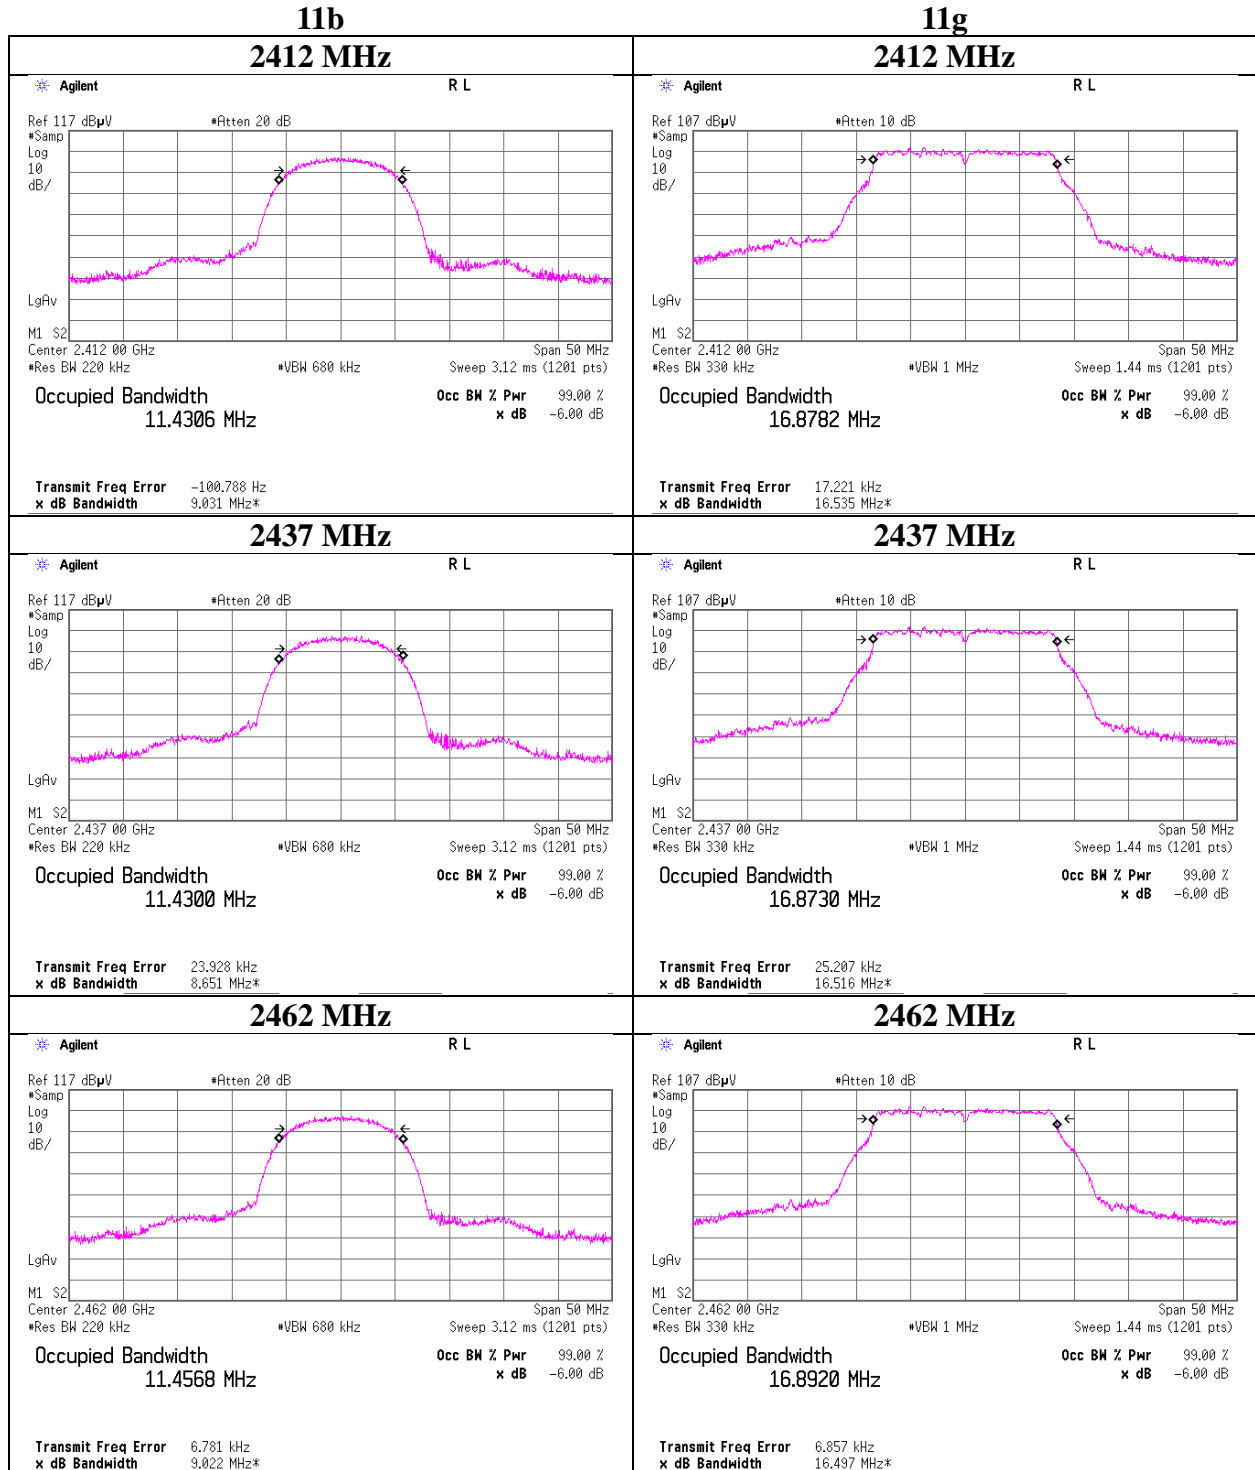 11b 11g
2412 MHz 2412 MHz
Agilent R L
Ref 117 dBµV #Atten 20 dB
#Samp
Log
10
dB/
LgAv
M1 S2
Center 2.412 00 GHz Span 50 MHz
#Res BW 220 kHz #VBW 680 kHz Sweep 3.12 ms (1201 pts)
Occupied Bandwidth Occ BW % Pwr 99.00 %
11.4306 MHz x dB -6.00 dB
Transmit Freq Error -100.788 Hz
x dB Bandwidth 9.031 MHz*
Agilent R L
Ref 107 dBµV #Atten 10 dB
#Samp
Log
10
dB/
LgAv
M1 S2
Center 2.412 00 GHz Span 50 MHz
#Res BW 330 kHz #VBW 1 MHz Sweep 1.44 ms (1201 pts)
Occupied Bandwidth Occ BW % Pwr 99.00 %
16.8782 MHz x dB -6.00 dB
Transmit Freq Error 17.221 kHz
x dB Bandwidth 16.535 MHz*
2437 MHz 2437 MHz
Agilent R L
Ref 117 dBµV #Atten 20 dB
#Samp
Log
10
dB/
LgAv
M1 S2
Center 2.437 00 GHz Span 50 MHz
#Res BW 220 kHz #VBW 680 kHz Sweep 3.12 ms (1201 pts)
Occupied Bandwidth Occ BW % Pwr 99.00 %
11.4300 MHz x dB -6.00 dB
Transmit Freq Error 23.928 kHz
x dB Bandwidth 8.651 MHz*
Agilent R L
Ref 107 dBµV #Atten 10 dB
#Samp
Log
10
dB/
LgAv
M1 S2
Center 2.437 00 GHz Span 50 MHz
#Res BW 330 kHz #VBW 1 MHz Sweep 1.44 ms (1201 pts)
Occupied Bandwidth Occ BW % Pwr 99.00 %
16.8730 MHz x dB -6.00 dB
Transmit Freq Error 25.207 kHz
x dB Bandwidth 16.516 MHz*
2462 MHz 2462 MHz
Agilent R L
Ref 117 dBµV #Atten 20 dB
#Samp
Log
10
dB/
LgAv
M1 S2
Center 2.462 00 GHz Span 50 MHz
#Res BW 220 kHz #VBW 680 kHz Sweep 3.12 ms (1201 pts)
Occupied Bandwidth Occ BW % Pwr 99.00 %
11.4568 MHz x dB -6.00 dB
Transmit Freq Error 6.781 kHz
x dB Bandwidth 9.022 MHz*
Agilent R L
Ref 107 dBµV #Atten 10 dB
#Samp
Log
10
dB/
LgAv
M1 S2
Center 2.462 00 GHz Span 50 MHz
#Res BW 330 kHz #VBW 1 MHz Sweep 1.44 ms (1201 pts)
Occupied Bandwidth Occ BW % Pwr 99.00 %
16.8920 MHz x dB -6.00 dB
Transmit Freq Error 6.857 kHz
x dB Bandwidth 16.497 MHz*